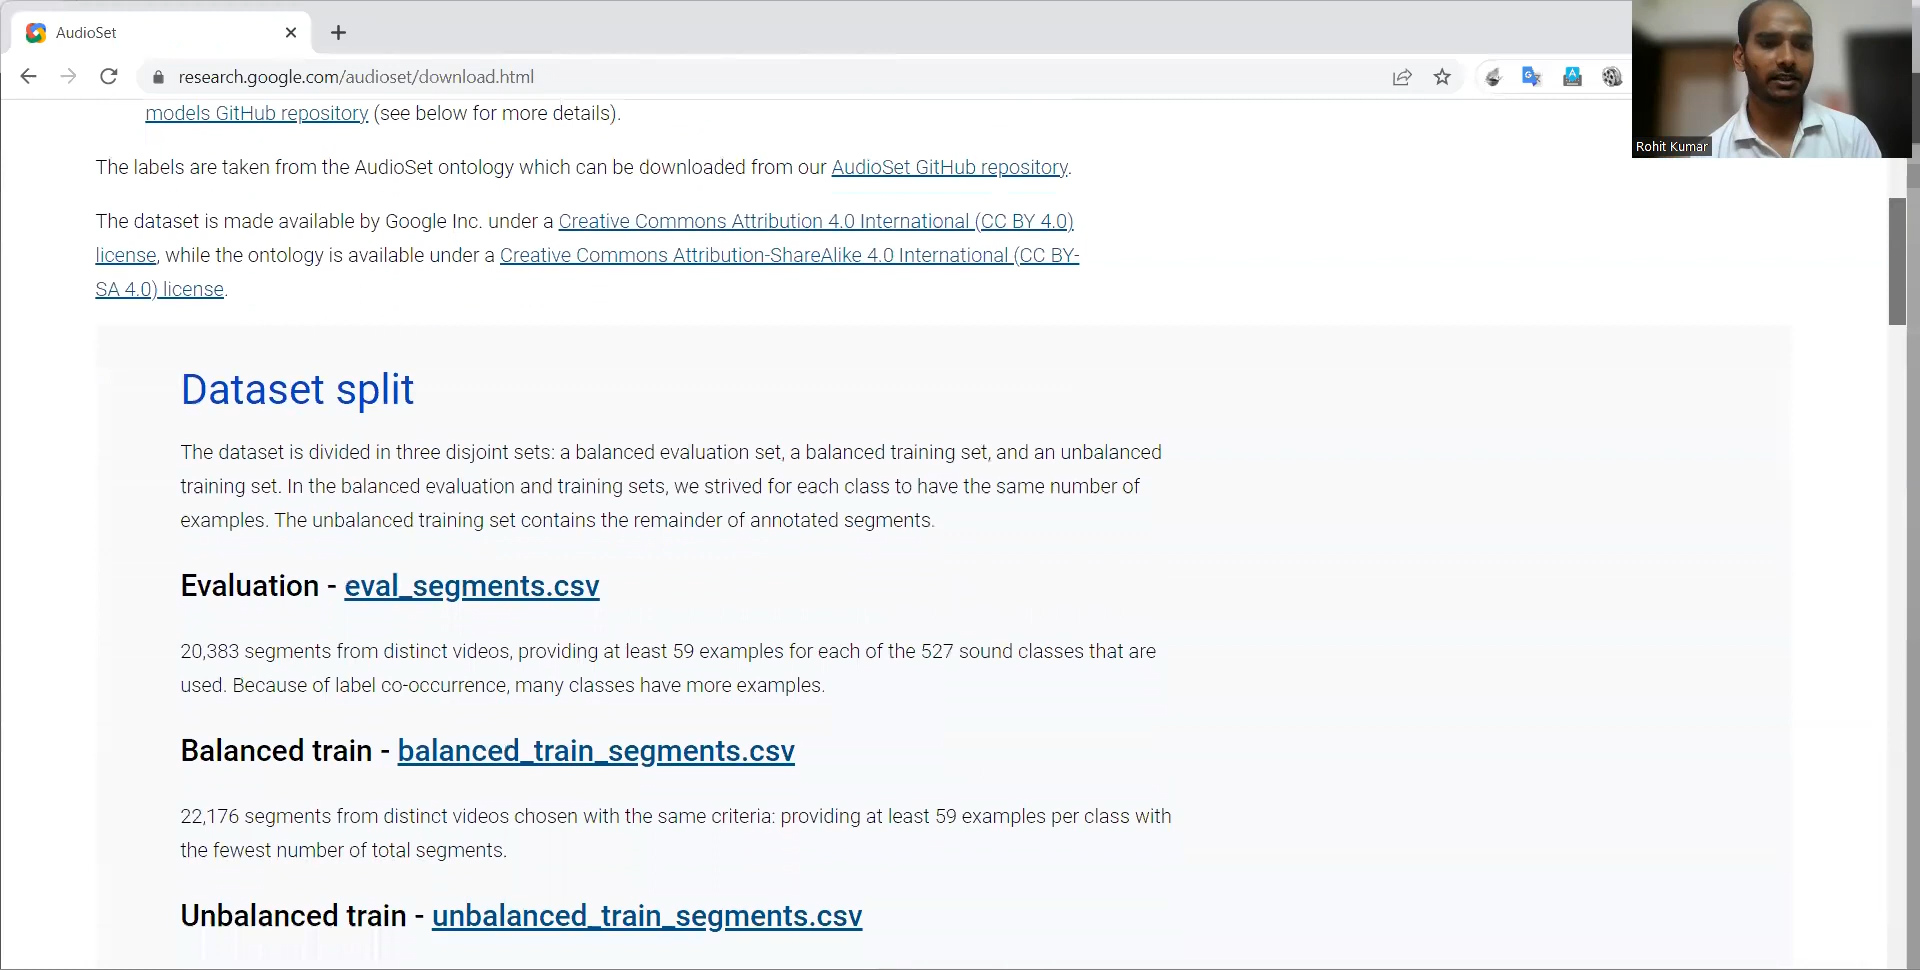 AudioSet
research.google.com/audioset/download.html
Rohit Kumar
models GitHub repository (see below for more details).
The labels are taken from the AudioSet ontology which can be downloaded from our AudioSet GitHub repository.
The dataset is made available by Google Inc. under a Creative Commons Attribution 4.0 International (CC BY 4.0)
license, while the ontology is available under a Creative Commons Attribution-ShareAlike 4.0 International (CC BY-
SA 4.0) license.
Dataset split
The dataset is divided in three disjoint sets: a balanced evaluation set, a balanced training set, and an unbalanced
training set. In the balanced evaluation and training sets, we strived for each class to have the same number of
examples. The unbalanced training set contains the remainder of annotated segments.
Evaluation - eval_segments.csv
20,383 segments from distinct videos, providing at least 59 examples for each of the 527 sound classes that are
used. Because of label co-occurrence, many classes have more examples.
Balanced train - balanced_train_segments.csv
22,176 segments from distinct videos chosen with the same criteria: providing at least 59 examples per class with
the fewest number of total segments.
Unbalanced train - unbalanced_train_segments.csv